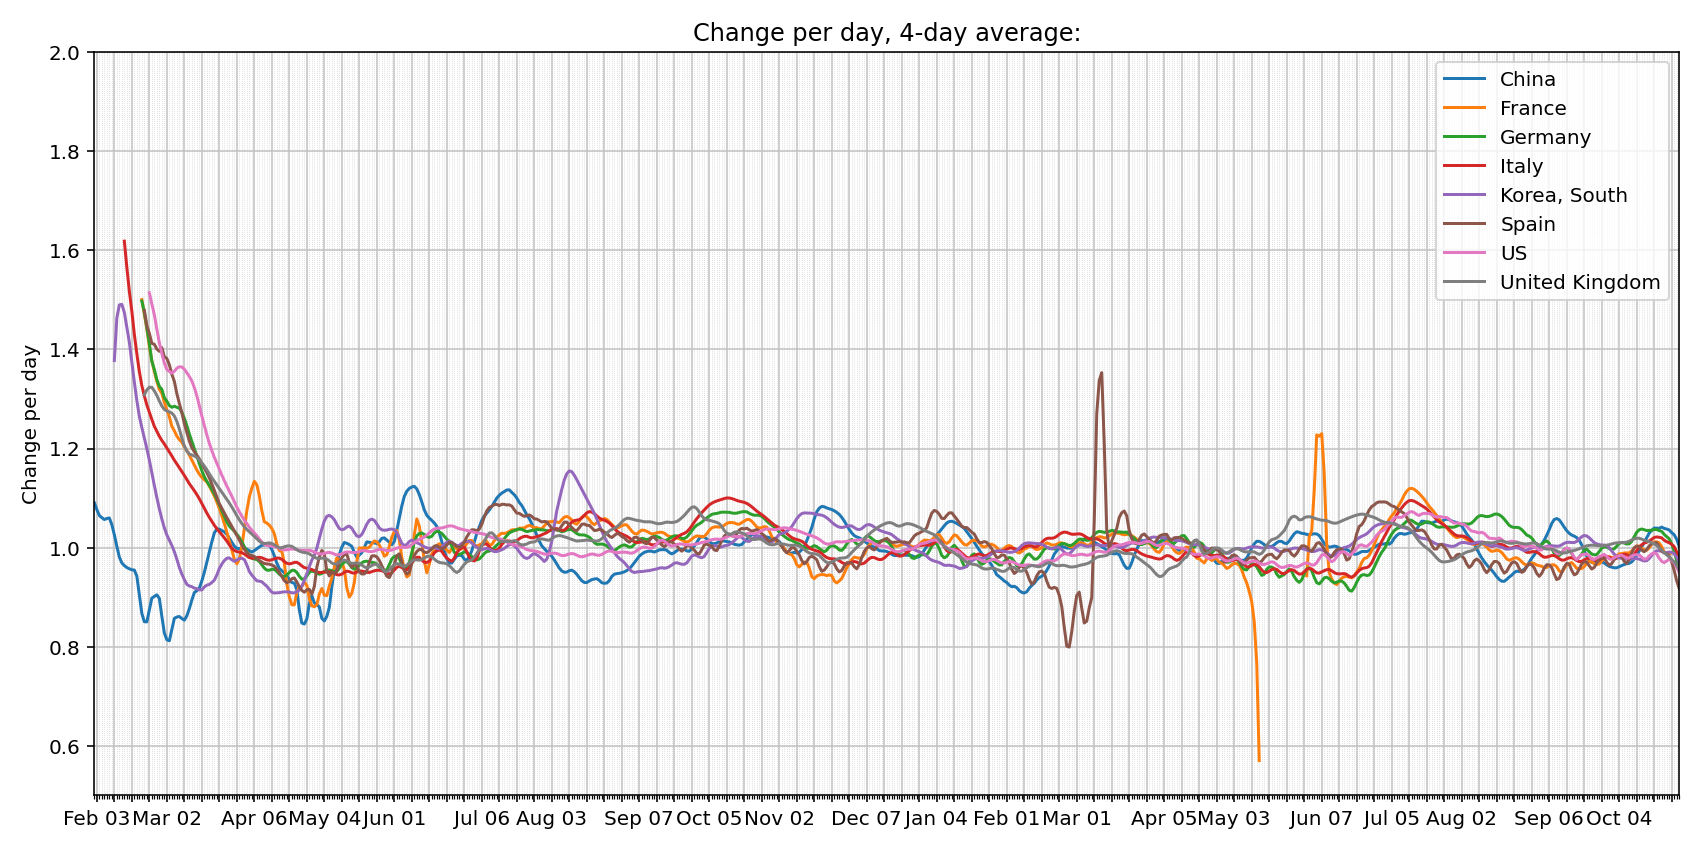 Change per day, 4-day average:
2.0
1.8
1.6
1.4
1.2
1.0
0.8
0.6
Change per day
China
France
Germany
Italy
Korea, South
Spain
US
United Kingdom
Feb 03 Mar 02 Apr 06 May 04 Jun 01 Jul 06 Aug 03 Sep 07 Oct 05 Nov 02 Dec 07 Jan 04 Feb 01 Mar 01 Apr 05 May 03 Jun 07 Jul 05 Aug 02 Sep 06 Oct 04